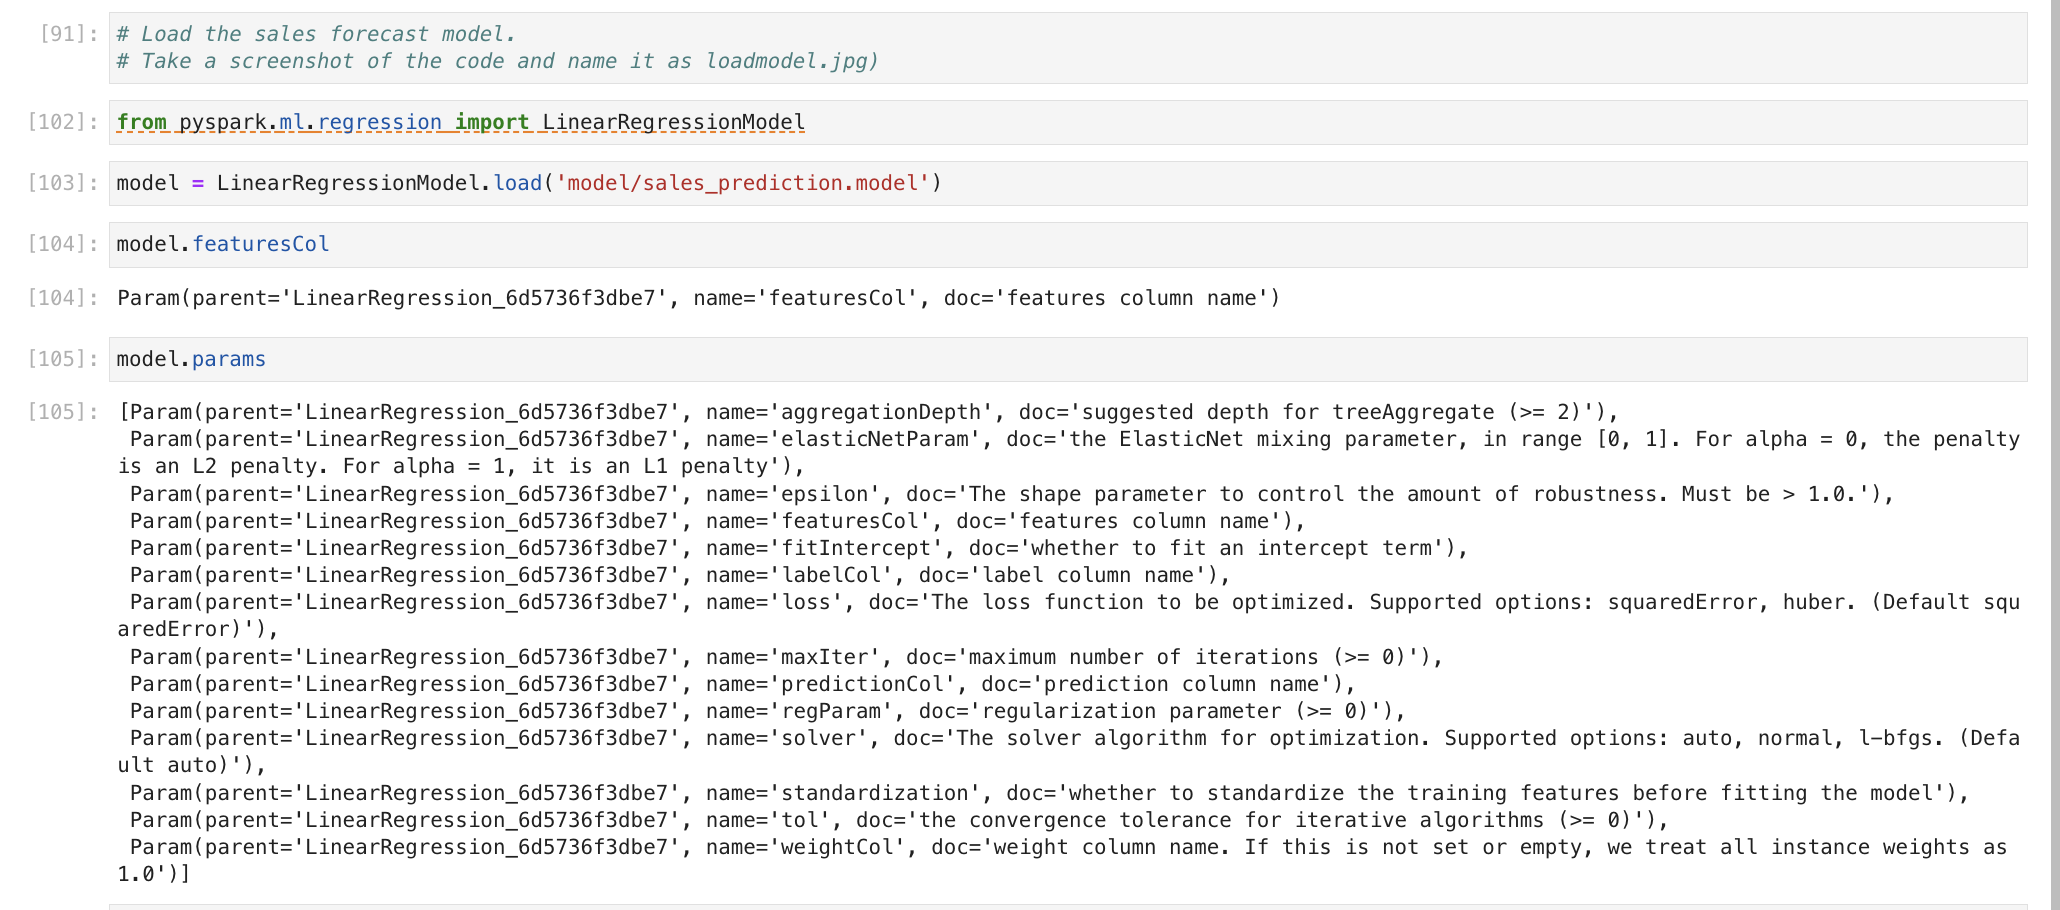 [91]: # Load the sales forecast model.
# Take a screenshot of the code and name it as loadmodel.jpg)
[102]: from pyspark.ml.regression import LinearRegressionModel
[103]: model = LinearRegressionModel.load('model/sales_prediction.model')
[104]: model.featuresCol
[104]: Param(parent='LinearRegression_6d5736f3dbe7', name='featuresCol', doc='features column name')
[105]: model.params
[105]: [Param(parent='LinearRegression_6d5736f3dbe7', name='aggregationDepth', doc='suggested depth for treeAggregate (>= 2)'),
Param(parent='LinearRegression_6d5736f3dbe7', name='elasticNetParam', doc='the ElasticNet mixing parameter, in range [0, 1]. For alpha = 0, the penalty
is an L2 penalty. For alpha = 1, it is an L1 penalty'),
Param(parent='LinearRegression_6d5736f3dbe7', name='epsilon', doc='The shape parameter to control the amount of robustness. Must be > 1.0.'),
Param(parent='LinearRegression_6d5736f3dbe7', name='featuresCol', doc='features column name'),
Param(parent='LinearRegression_6d5736f3dbe7', name='fitIntercept', doc='whether to fit an intercept term'),
Param(parent='LinearRegression_6d5736f3dbe7', name='labelCol', doc='label column name'),
Param(parent='LinearRegression_6d5736f3dbe7', name='loss', doc='The loss function to be optimized. Supported options: squaredError, huber. (Default squ
aredError)'),
Param(parent='LinearRegression_6d5736f3dbe7', name='maxIter', doc='maximum number of iterations (>= 0)'),
Param(parent='LinearRegression_6d5736f3dbe7', name='predictionCol', doc='prediction column name'),
Param(parent='LinearRegression_6d5736f3dbe7', name='regParam', doc='regularization parameter (>= 0)'),
Param(parent='LinearRegression_6d5736f3dbe7', name='solver', doc='The solver algorithm for optimization. Supported options: auto, normal, l-bfgs. (Defa
ult auto)'),
Param(parent='LinearRegression_6d5736f3dbe7', name='standardization', doc='whether to standardize the training features before fitting the model'),
Param(parent='LinearRegression_6d5736f3dbe7', name='tol', doc='the convergence tolerance for iterative algorithms (>= 0)'),
Param(parent='LinearRegression_6d5736f3dbe7', name='weightCol', doc='weight column name. If this is not set or empty, we treat all instance weights as
1.0')]